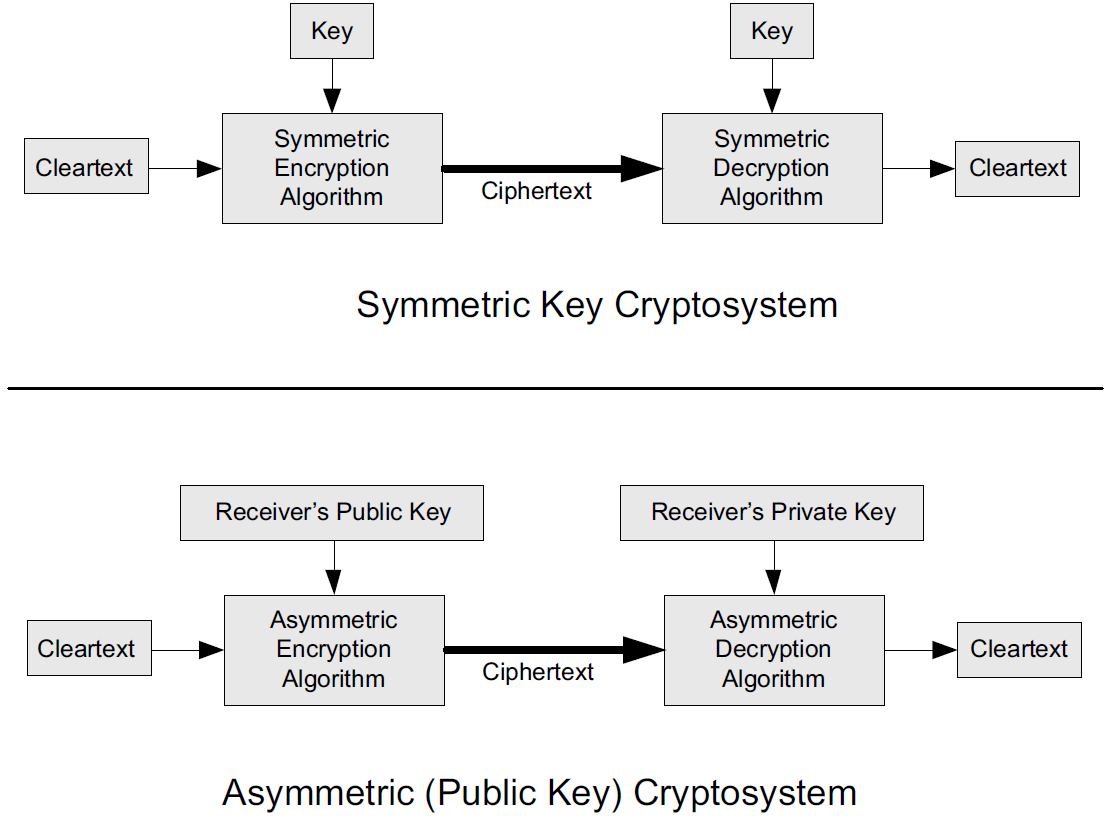 Key
Key
Cleartext
Symmetric
Encryption
Algorithm
Ciphertext
Symmetric
Decryption
Algorithm
Cleartext
Symmetric Key Cryptosystem
Receiver’s Public Key
Receiver’s Private Key
Cleartext
Asymmetric
Encryption
Algorithm
Ciphertext
Asymmetric
Decryption
Algorithm
Cleartext
Asymmetric (Public Key) Cryptosystem